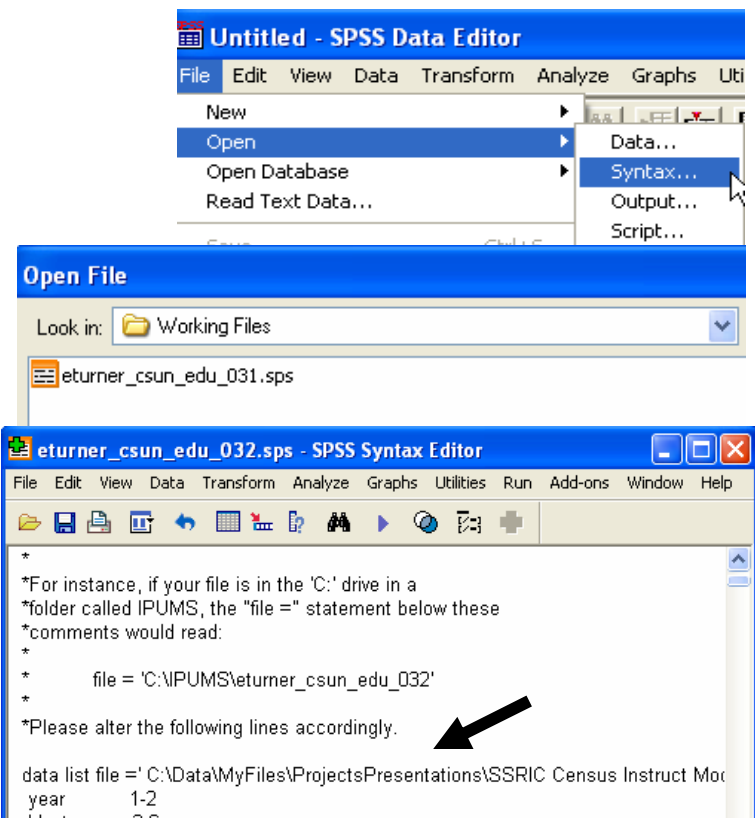 Untitled - SPSS Data Editor
File Edit View Data Transform Analyze Graphs Uti
New
Open
Data...
Syntax...
Open Database
Read Text Data...
Output...
Script...
Open File
Look in: Working Files
eturner_csun_edu_031.sps
eturner_csun_edu_032.sps - SPSS Syntax Editor
File Edit View Data Transform Analyze Graphs Utilities Run Add-ons Window Help
*
*For instance, if your file is in the 'C:' drive in a
*folder called IPUMS, the "file =" statement below these
*comments would read:
*
* file = 'C:\IPUMS\eturner_csun_edu_032'
*
*Please alter the following lines accordingly.
data list file =' C:\Data\MyFiles\ProjectsPresentations\SSRIC Census Instruct
year 1-2